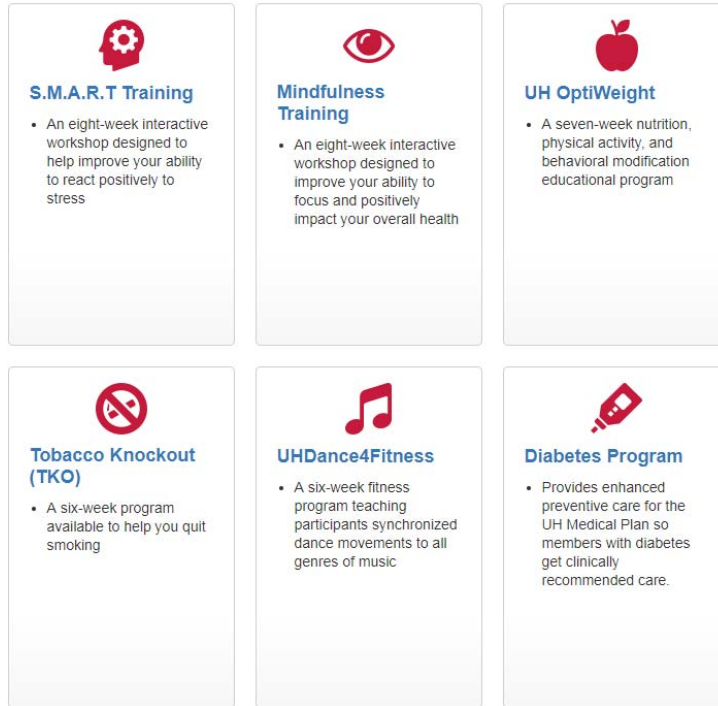 S.M.A.R.T Training
• An eight-week interactive
workshop designed to
help improve your ability
to react positively to
stress
Mindfulness
Training
• An eight-week interactive
workshop designed to
improve your ability to
focus and positively
impact your overall health
UH OptiWeight
• A seven-week nutrition,
physical activity, and
behavioral modification
educational program
Tobacco Knockout
(TKO)
• A six-week program
available to help you quit
smoking
UHDance4Fitness
• A six-week fitness
program teaching
participants synchronized
dance movements to all
genres of music
Diabetes Program
• Provides enhanced
preventive care for the
UH Medical Plan so
members with diabetes
get clinically
recommended care.